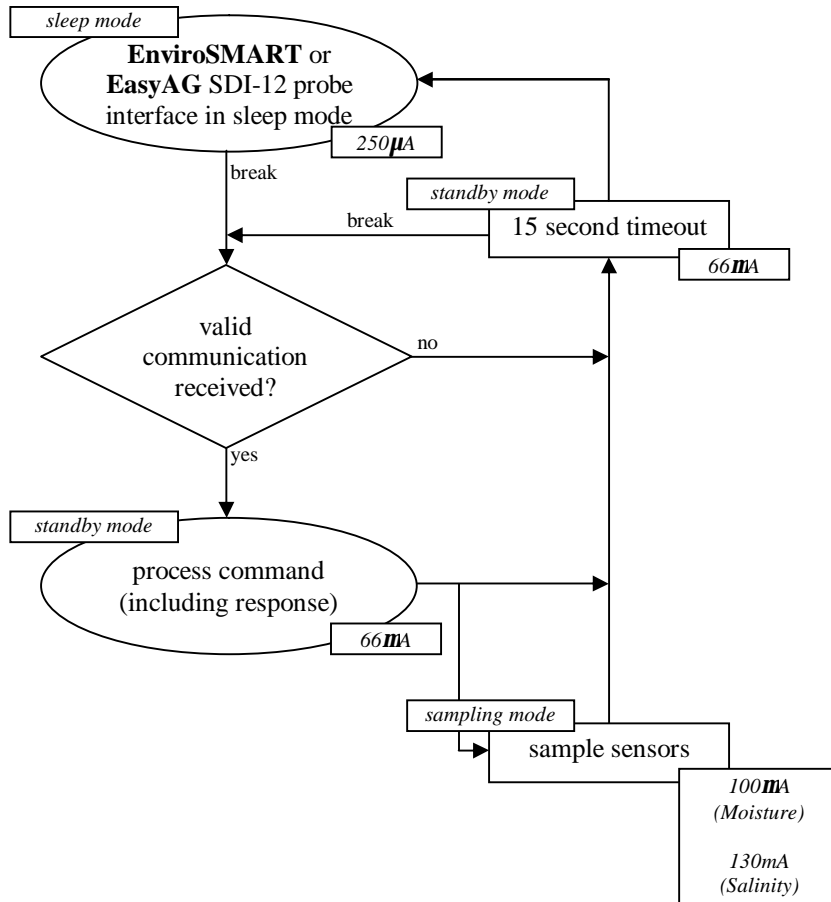 sleep mode
EnviroSMART or
EasyAG SDI-12 probe
interface in sleep mode
250µA
break
standby mode
15 second timeout
break
66mA
valid
communication
received?
no
yes
standby mode
process command
(including response)
66mA
sampling mode
sample sensors
100mA
(Moisture)
130mA
(Salinity)